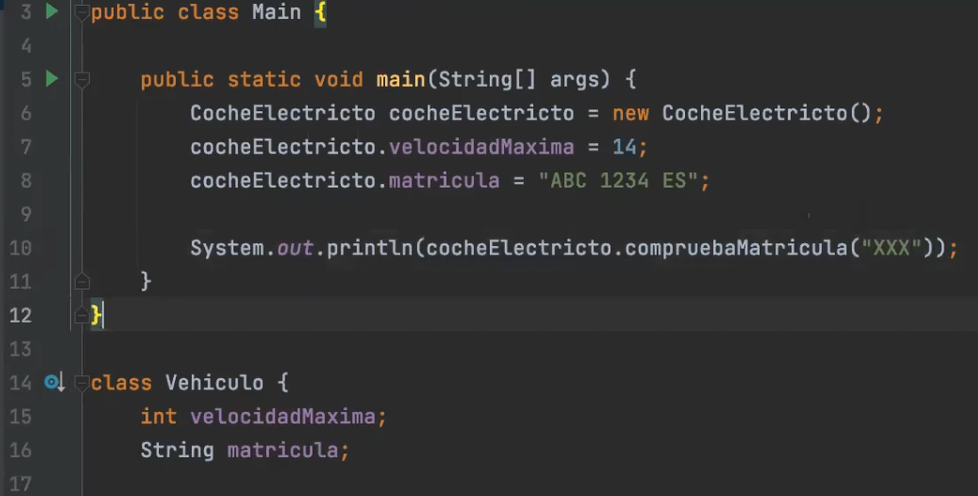 3 public class Main {
4
5 public static void main(String[] args) {
6 CocheElectricto cocheElectricto = new CocheElectricto();
7 cocheElectricto.velocidadMaxima = 14;
8 cocheElectricto.matricula = "ABC 1234 ES";
9
10 System.out.println(cocheElectricto.compruebaMatricula("XXX"));
11 }
12 }
13
14 class Vehiculo {
15 int velocidadMaxima;
16 String matricula;
17